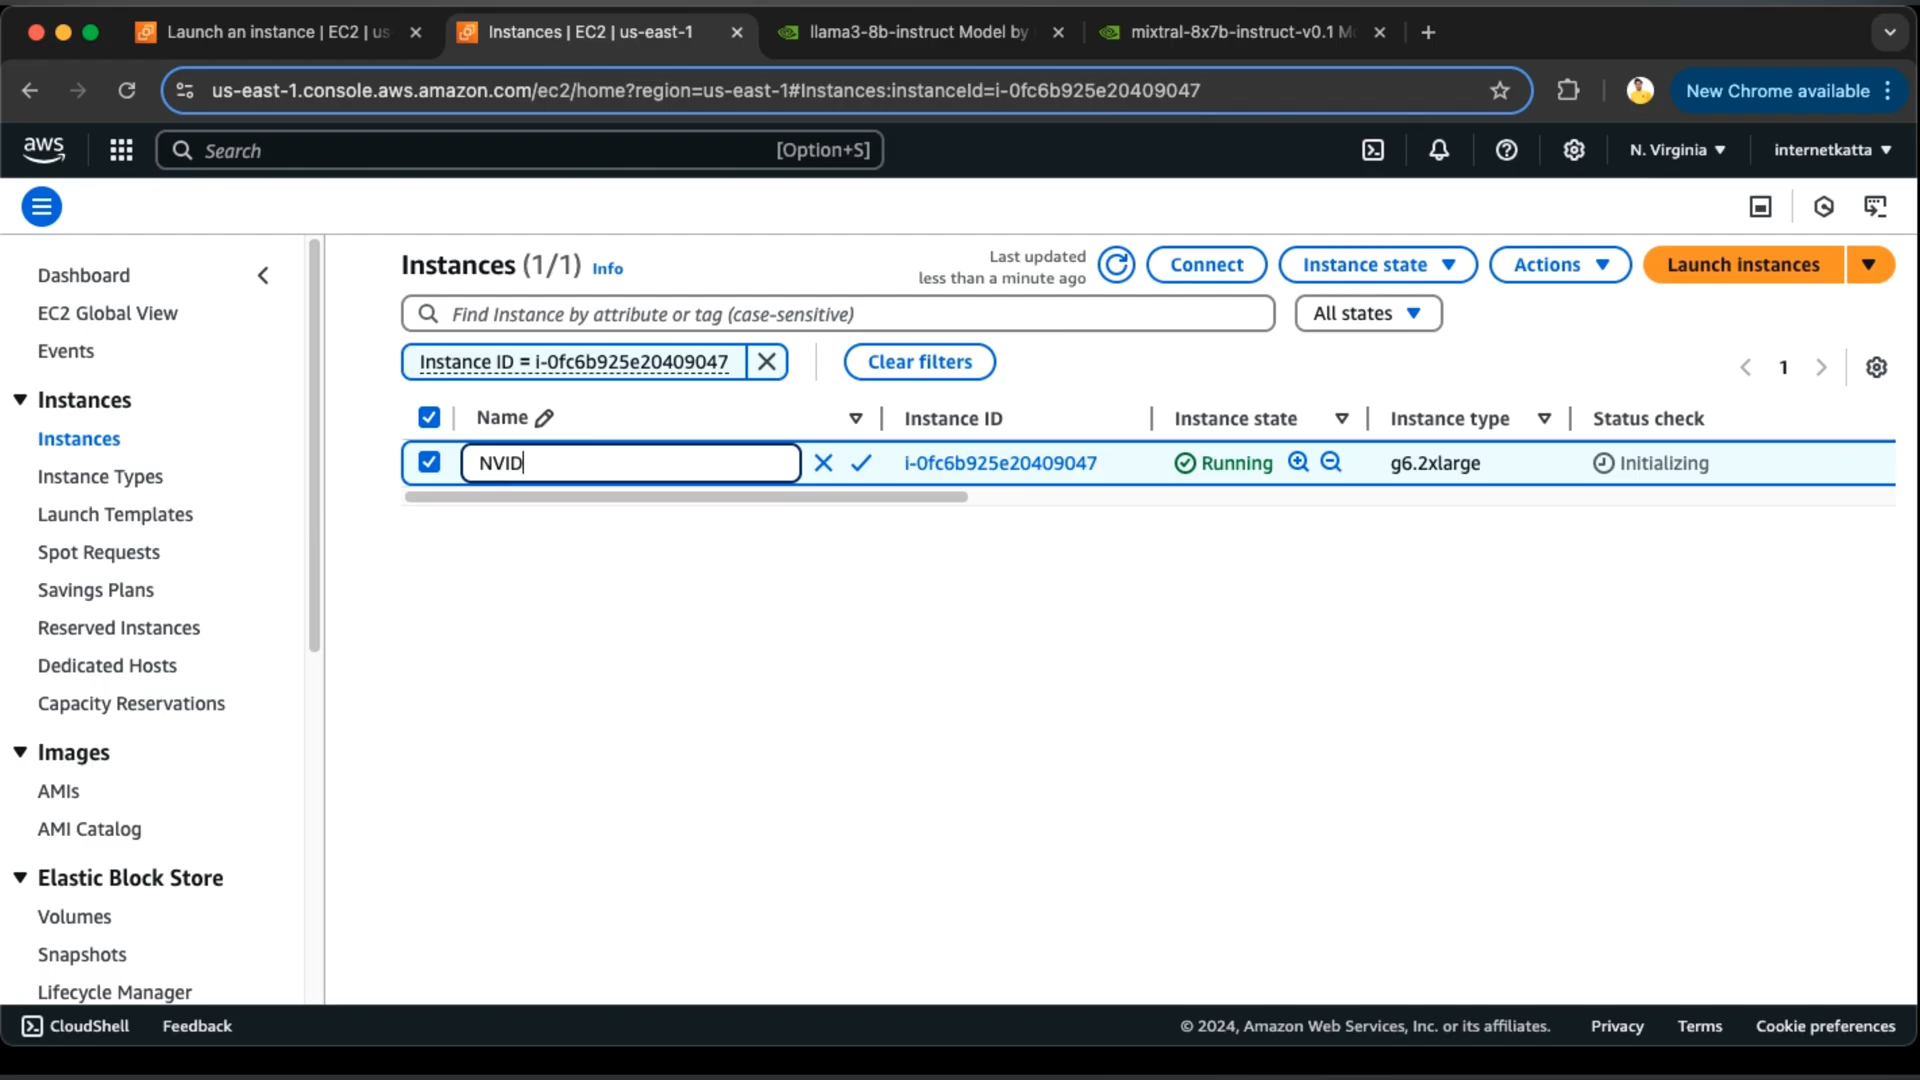 Launch an instance | EC2 | us
Instances | EC2 | us-east-1
llama3-8b-instruct Model by
mixtral-8x7b-instruct-v0.1 Mo
us-east-1.console.aws.amazon.com/ec2/home?region=us-east-1#Instances:instanceId=i-0fc6b925e20409047
New Chrome available
aws
Search
[Option+S]
N. Virginia
internetkatta
Dashboard
EC2 Global View
Events
Instances
Instances
Instance Types
Launch Templates
Spot Requests
Savings Plans
Reserved Instances
Dedicated Hosts
Capacity Reservations
Images
AMIs
AMI Catalog
Elastic Block Store
Volumes
Snapshots
Lifecycle Manager
Instances (1/1) Info
Last updated
less than a minute ago
Connect
Instance state
Actions
Launch instances
Find Instance by attribute or tag (case-sensitive)
All states
Instance ID = i-0fc6b925e20409047
Clear filters
1
Name
Instance ID
Instance state
Instance type
Status check
NVID
i-0fc6b925e20409047
Running
g6.2xlarge
Initializing
CloudShell
Feedback
© 2024, Amazon Web Services, Inc. or its affiliates.
Privacy
Terms
Cookie preferences